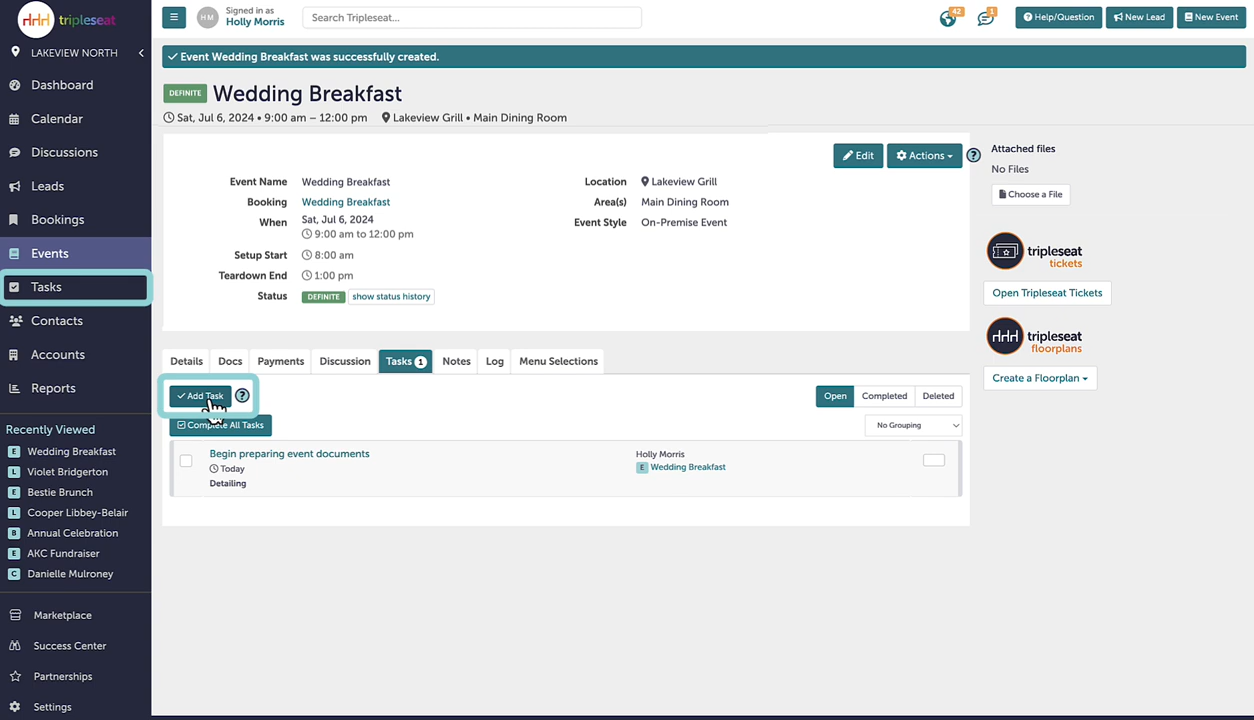 tripleseat
LAKEVIEW NORTH
Dashboard
Calendar
Discussions
Leads
Bookings
Events
Tasks
Contacts
Accounts
Reports
Recently Viewed
E Wedding Breakfast
L Violet Bridgerton
E Bestie Brunch
L Cooper Libbey-Belair
B Annual Celebration
E AKC Fundraiser
C Danielle Mulroney
Marketplace
Success Center
Partnerships
Settings
HM
Signed in as
Holly Morris
Search Tripleseat...
42
1
? Help/Question
New Lead
New Event
Event Wedding Breakfast was successfully created.
DEFINITE Wedding Breakfast
Sat, Jul 6, 2024 • 9:00 am – 12:00 pm Lakeview Grill • Main Dining Room
Edit
Actions
?
Event Name Wedding Breakfast
Booking Wedding Breakfast
When Sat, Jul 6, 2024
9:00 am to 12:00 pm
Setup Start 8:00 am
Teardown End 1:00 pm
Status DEFINITE show status history
Location Lakeview Grill
Area(s) Main Dining Room
Event Style On-Premise Event
Details Docs Payments Discussion Tasks 1 Notes Log Menu Selections
Add Task ?
Open Completed Deleted
Complete All Tasks
No Grouping
Begin preparing event documents
Today
Detailing
Holly Morris
E Wedding Breakfast
Attached files
No Files
Choose a File
tripleseat
tickets
Open Tripleseat Tickets
tripleseat
floorplans
Create a Floorplan